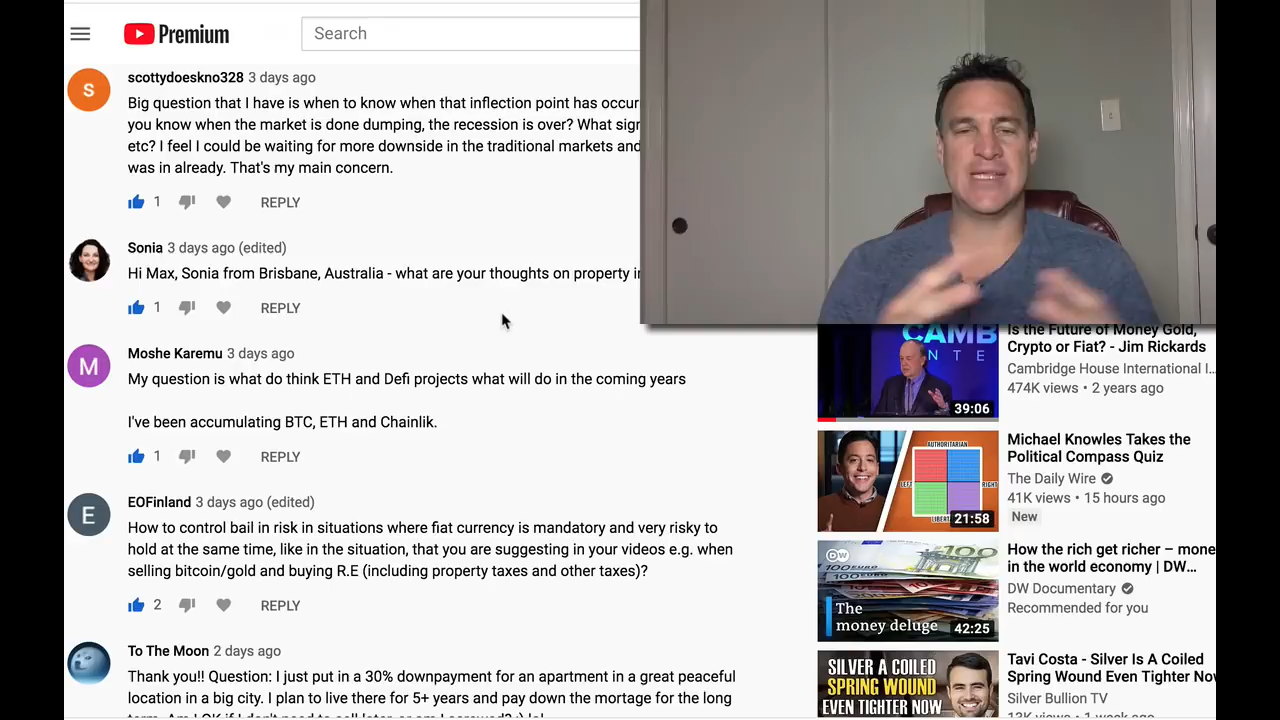 Premium
Search
scottydoeskno328 3 days ago
Big question that I have is when to know when that inflection point has occur
you know when the market is done dumping, the recession is over? What sig
etc? I feel I could be waiting for more downside in the traditional markets and
was in already. That's my main concern.
1 REPLY
Sonia 3 days ago (edited)
Hi Max, Sonia from Brisbane, Australia - what are your thoughts on property i
1 REPLY
Moshe Karemu 3 days ago
My question is what do think ETH and Defi projects what will do in the coming years
I've been accumulating BTC, ETH and Chainlik.
1 REPLY
EOFinland 3 days ago (edited)
How to control bail in risk in situations where fiat currency is mandatory and very risky to
hold at the same time, like in the situation, that you are suggesting in your videos e.g. when
selling bitcoin/gold and buying R.E (including property taxes and other taxes)?
2 REPLY
To The Moon 2 days ago
Thank you!! Question: I just put in a 30% downpayment for an apartment in a great peaceful
location in a big city. I plan to live there for 5+ years and pay down the mortage for the long
S
M
E
CAMB
NTE
39:06
Is the Future of Money Gold,
Crypto or Fiat? - Jim Rickards
Cambridge House International I...
474K views • 2 years ago
AUTHORITARIAN
21:58
Michael Knowles Takes the
Political Compass Quiz
The Daily Wire
41K views • 15 hours ago
New
DW
The
money deluge
42:25
How the rich get richer – mone
in the world economy | DW...
DW Documentary
Recommended for you
SILVER A COILED
SPRING WOUND
EVEN TIGHTER NOW
Tavi Costa - Silver Is A Coiled
Spring Wound Even Tighter Nov
Silver Bullion TV